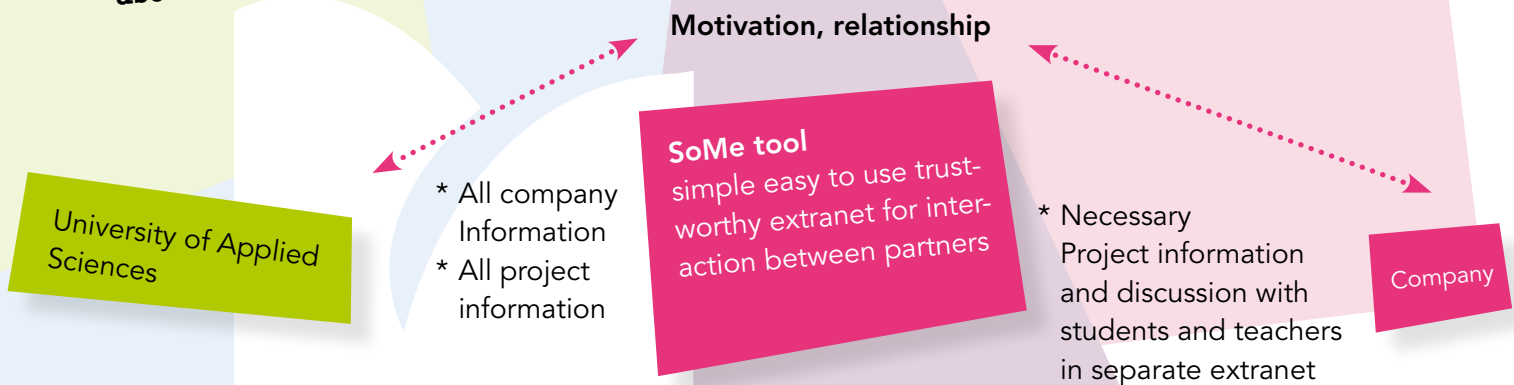 Motivation, relationship
University of Applied
Sciences
* All company
Information
* All project
information
SoMe tool
simple easy to use trust-
worthy extranet for inter-
action between partners
* Necessary
Project information
and discussion with
students and teachers
in separate extranet
Company